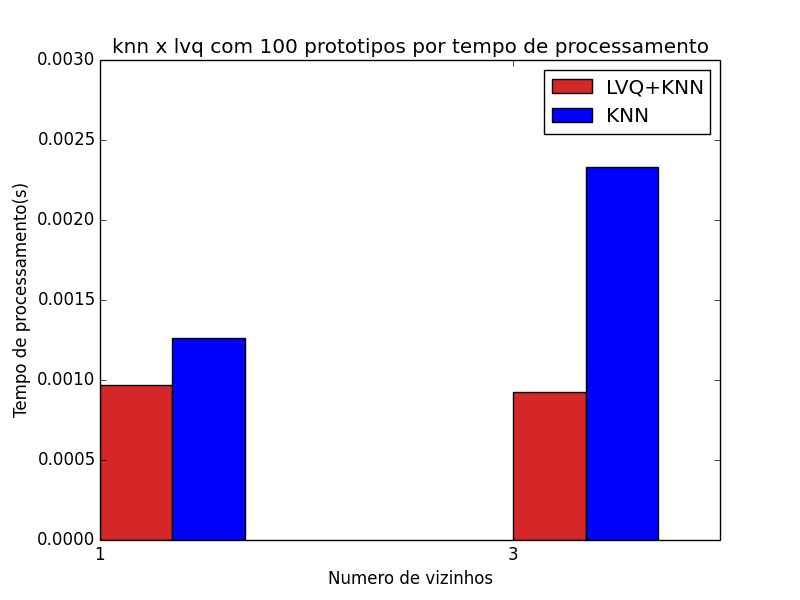 knn x lvq com 100 prototipos por tempo de processamento
LVQ+KNN
KNN
Tempo de processamento(s)
0.0030
0.0025
0.0020
0.0015
0.0010
0.0005
0.0000
1
3
Numero de vizinhos